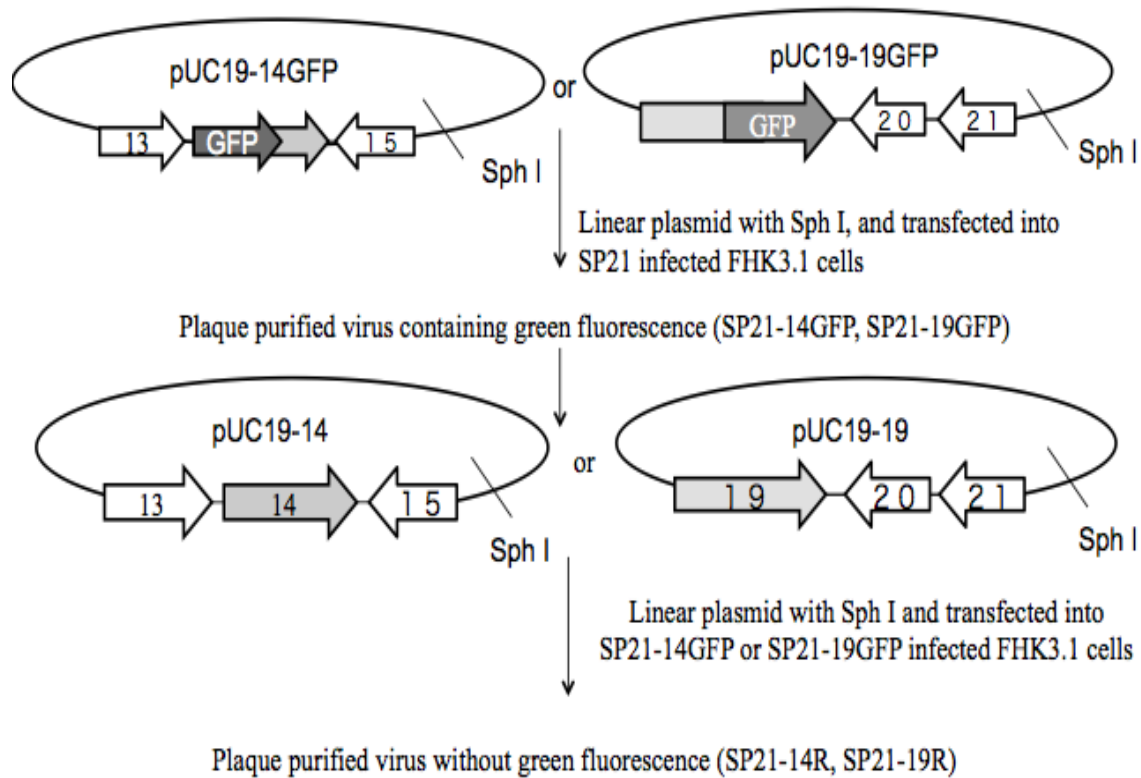 pUC19-14GFP
or
pUC19-19GFP
13
GFP
15
GFP
20
21
Sph I
Sph I
Linear plasmid with Sph I, and transfected into
SP21 infected FHK3.1 cells
Plaque purified virus containing green fluorescence (SP21-14GFP, SP21-19GFP)
pUC19-14
or
pUC19-19
13
14
15
19
20
21
Sph I
Sph I
Linear plasmid with Sph I and transfected into
SP21-14GFP or SP21-19GFP infected FHK3.1 cells
Plaque purified virus without green fluorescence (SP21-14R, SP21-19R)